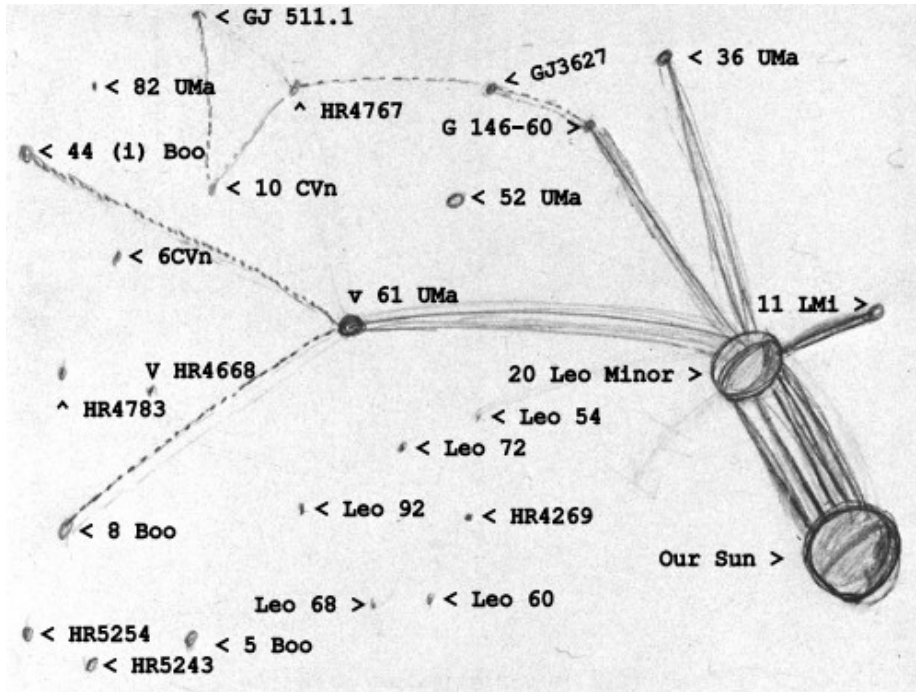 < GJ 511.1
< 36 UMa
< GJ3627
< 82 UMa
^ HR4767
G 146-60 >
< 44 (i) Boo
< 10 CVn
< 52 UMa
< 6CVn
v 61 UMa
11 LMi >
V HR4668
20 Leo Minor >
^ HR4783
< Leo 54
< Leo 72
< Leo 92
< HR4269
< 8 Boo
Our Sun >
Leo 68 >
< Leo 60
< HR5254
< 5 Boo
< HR5243